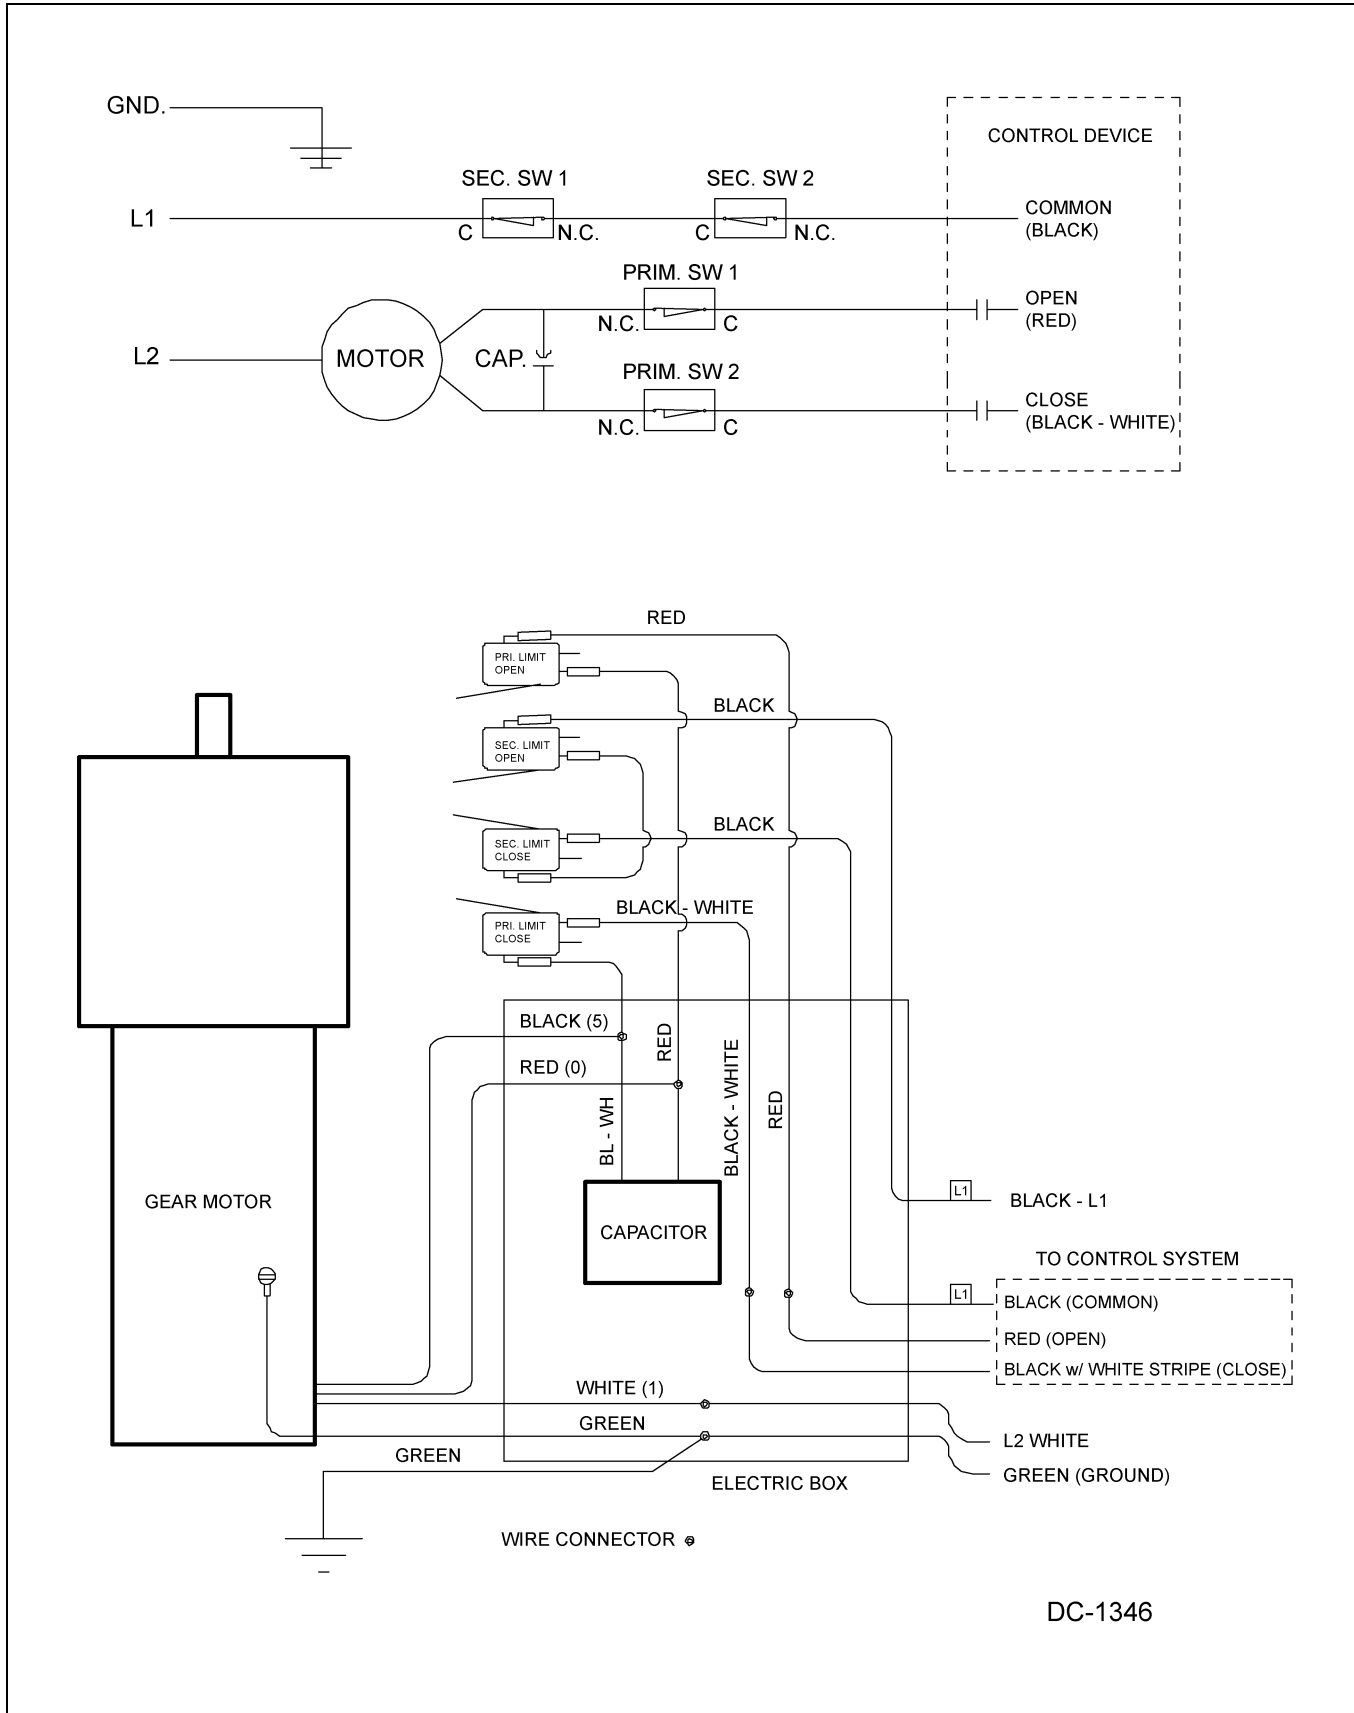 GND.
CONTROL DEVICE
SEC. SW 1
SEC. SW 2
L1
C
N.C.
C
N.C.
COMMON
(BLACK)
PRIM. SW 1
N.C.
C
OPEN
(RED)
L2
MOTOR
CAP.
PRIM. SW 2
N.C.
C
CLOSE
(BLACK - WHITE)
RED
PRI. LIMIT
OPEN
BLACK
SEC. LIMIT
OPEN
BLACK
SEC. LIMIT
CLOSE
BLACK - WHITE
PRI. LIMIT
CLOSE
BLACK (5)
RED
BLACK - WHITE
RED (0)
RED
BL - WH
GEAR MOTOR
CAPACITOR
L1
BLACK - L1
TO CONTROL SYSTEM
L1
BLACK (COMMON)
RED (OPEN)
BLACK w/ WHITE STRIPE (CLOSE)
WHITE (1)
GREEN
L2 WHITE
GREEN
GREEN (GROUND)
ELECTRIC BOX
WIRE CONNECTOR
DC-1346